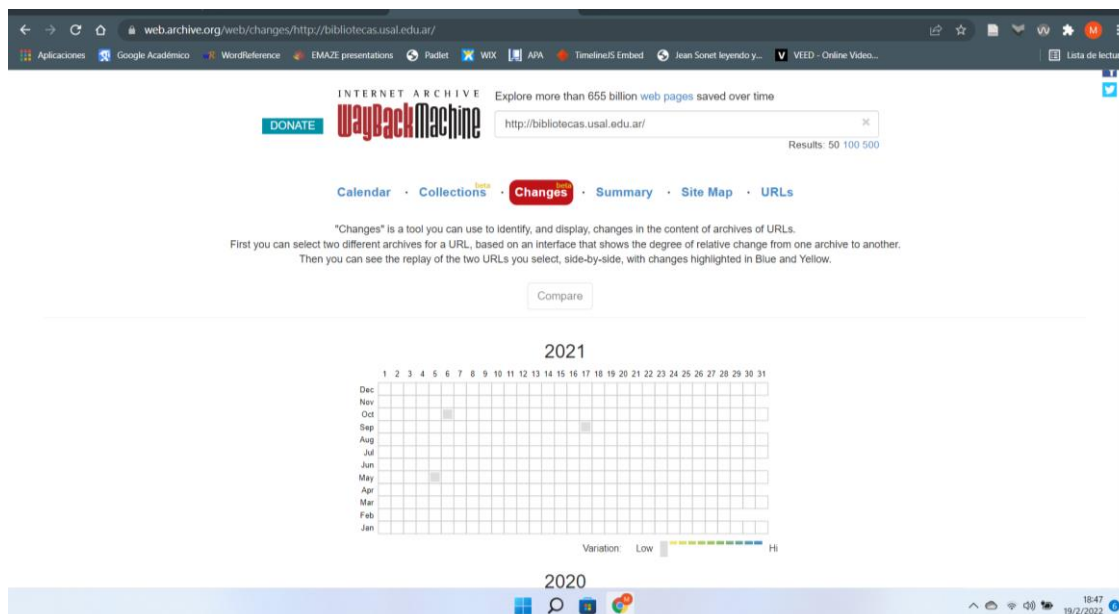 web.archive.org/web/changes/http://bibliotecas.usal.edu.ar/
M
Aplicaciones Google Académico WordReference EMAZE presentations Padlet WIX APA TimelineJS Embed Jean Sonet leyendo y... VEED - Online Video... Lista de lectur
INTERNET ARCHIVE
WayBackMachine
DONATE
Explore more than 655 billion web pages saved over time
http://bibliotecas.usal.edu.ar/
Results: 50 100 500
Calendar · Collections beta · Changes beta · Summary · Site Map · URLs
"Changes" is a tool you can use to identify, and display, changes in the content of archives of URLs.
First you can select two different archives for a URL, based on an interface that shows the degree of relative change from one archive to another.
Then you can see the replay of the two URLs you select, side-by-side, with changes highlighted in Blue and Yellow.
Compare
2021
1 2 3 4 5 6 7 8 9 10 11 12 13 14 15 16 17 18 19 20 21 22 23 24 25 26 27 28 29 30 31
Dec
Nov
Oct
Sep
Aug
Jul
Jun
May
Apr
Mar
Feb
Jan
Variation: Low Hi
2020
18:47
19/2/2022